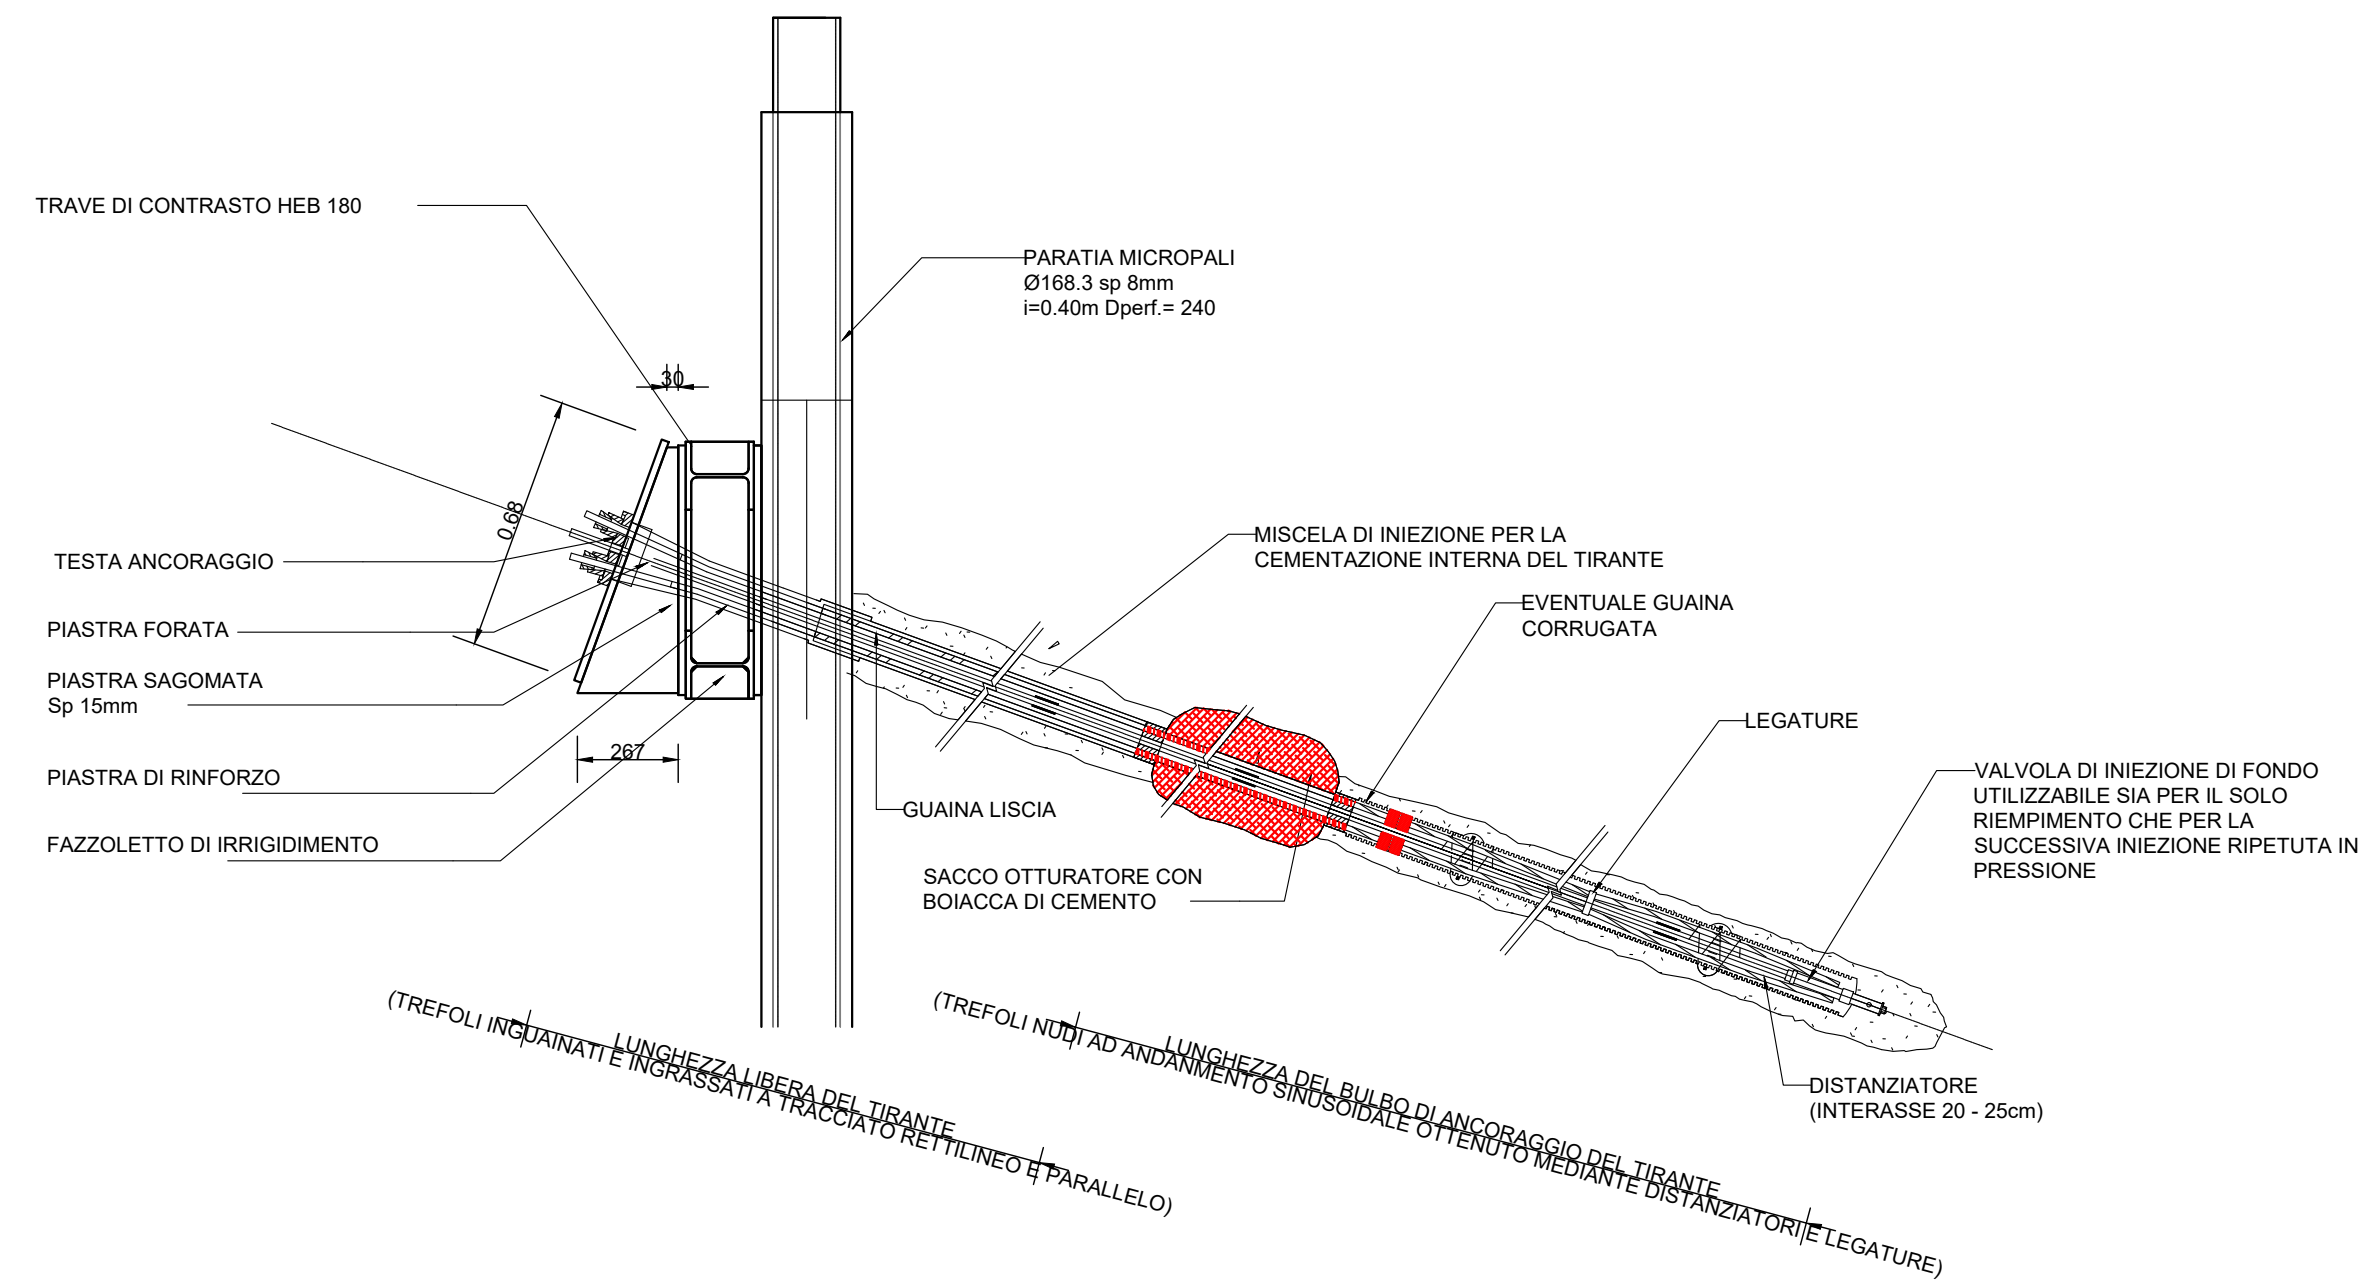 TRAVE DI CONTRASTO HEB 180
PARATIA MICROPALI
Ø168.3 sp 8mm
i=0.40m Dperf.= 240
30
0.68
TESTA ANCORAGGIO
PIASTRA FORATA
PIASTRA SAGOMATA
Sp 15mm
267
PIASTRA DI RINFORZO
FAZZOLETTO DI IRRIGIDIMENTO
MISCELA DI INIEZIONE PER LA
CEMENTAZIONE INTERNA DEL TIRANTE
EVENTUALE GUAINA
CORRUGATA
LEGATURE
VALVOLA DI INIEZIONE DI FONDO
UTILIZZABILE SIA PER IL SOLO
RIEMPIMENTO CHE PER LA
SUCCESSIVA INIEZIONE RIPETUTA IN
PRESSIONE
GUAINA LISCIA
SACCO OTTURATORE CON
BOIACCA DI CEMENTO
DISTANZIATORE
(INTERASSE 20 - 25cm)
LUNGHEZZA LIBERA DEL TIRANTE
(TREFOLI INGUAINATI E INGRASSATI A TRACCIATO RETTILINEO E PARALLELO)
LUNGHEZZA DEL BULBO DI ANCORAGGIO DEL TIRANTE
(TREFOLI NUDI AD ANDANMENTO SINUSOIDALE OTTENUTO MEDIANTE DISTANZIATORI E LEGATURE)